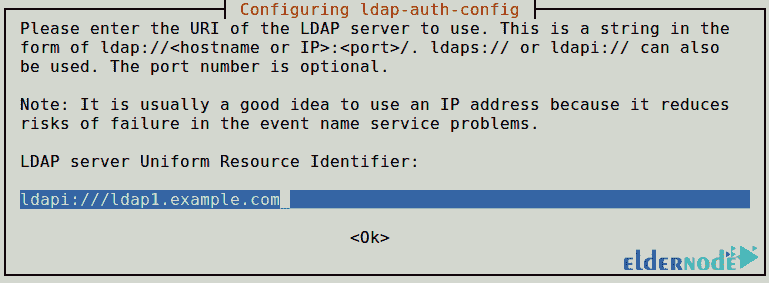 Configuring ldap-auth-config
Please enter the URI of the LDAP server to use. This is a string in the
form of ldap://<hostname or IP>:<port>/. ldaps:// or ldapi:// can also
be used. The port number is optional.
Note: It is usually a good idea to use an IP address because it reduces
risks of failure in the event name service problems.
LDAP server Uniform Resource Identifier:
ldapi:///ldap1.example.com_
<Ok>
eLDERNODE